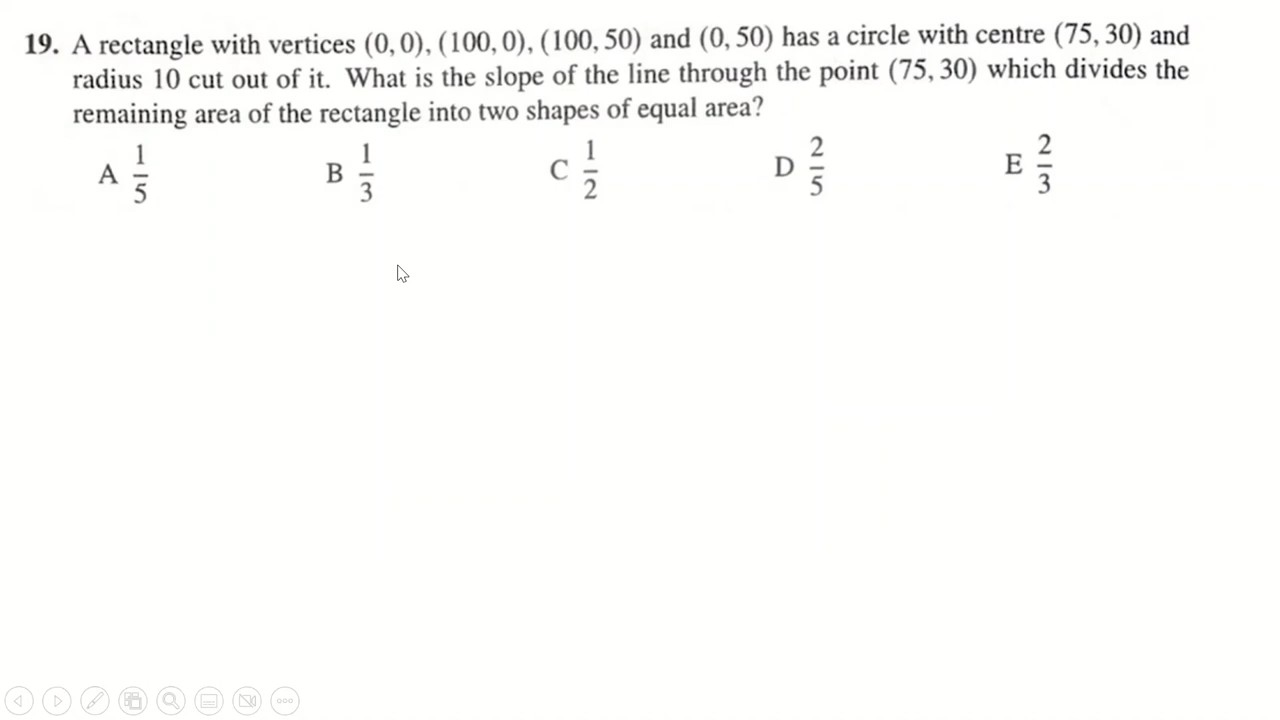 19. A rectangle with vertices (0, 0), (100, 0), (100, 50) and (0, 50) has a circle with centre (75, 30) and
radius 10 cut out of it. What is the slope of the line through the point (75, 30) which divides the
remaining area of the rectangle into two shapes of equal area?
A 1/5 B 1/3 C 1/2 D 2/5 E 2/3